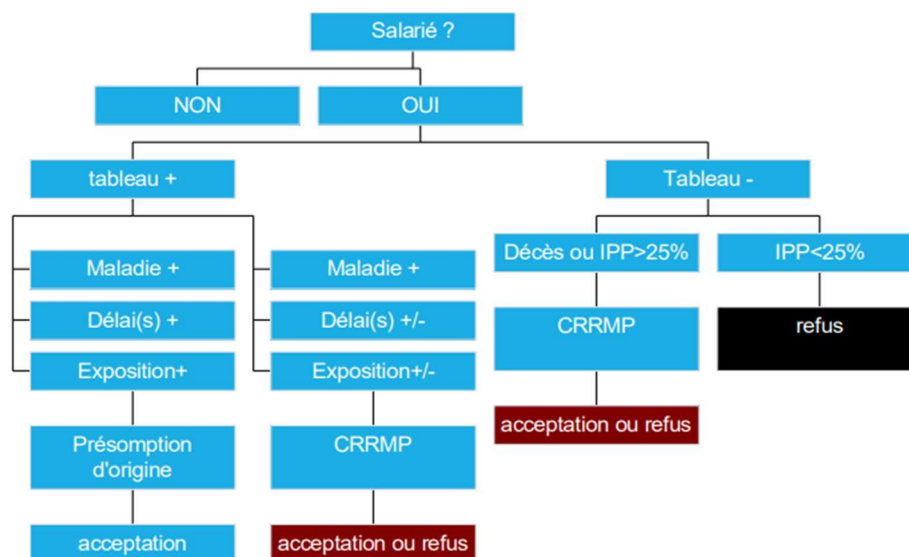 Salarié ?
NON
OUI
tableau +
Tableau -
Maladie +
Délai(s) +
Exposition+
Présomption
d'origine
acceptation
Maladie +
Délai(s) +/-
Exposition+/-
CRRMP
acceptation ou refus
Décès ou IPP>25%
CRRMP
acceptation ou refus
IPP<25%
refus